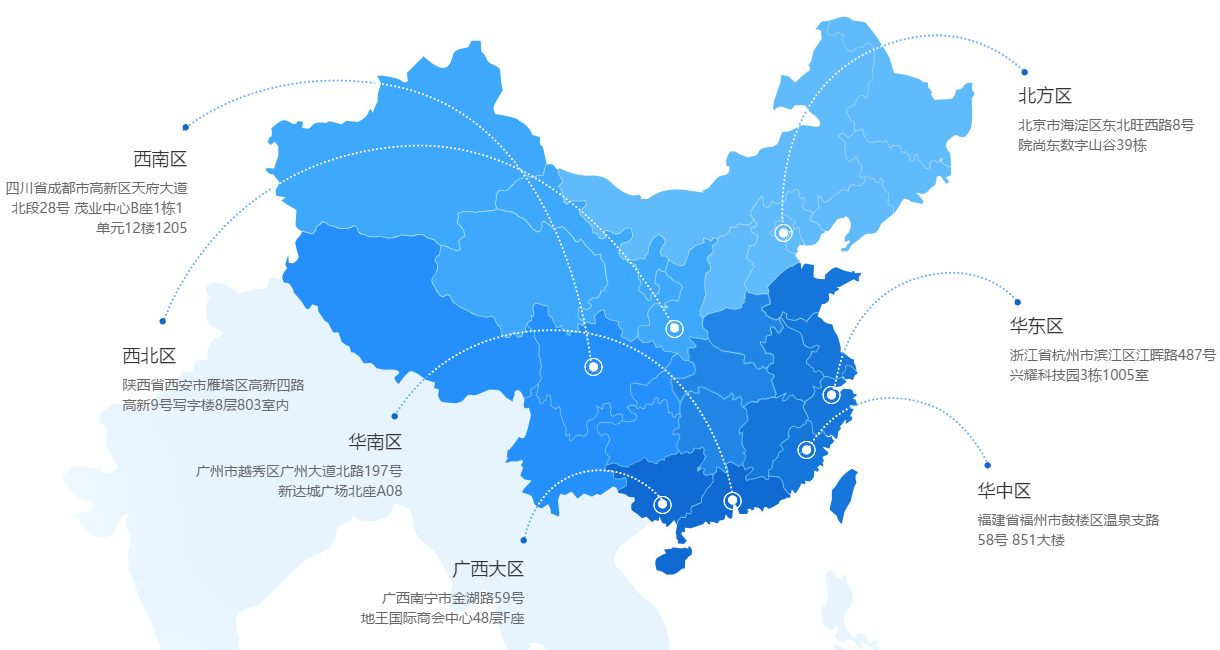 北方区
北京市海淀区东北旺西路8号
院尚东数字山谷39栋
西南区
四川省成都市高新区天府大道
北段28号 茂业中心B座1栋1
单元12楼1205
华东区
浙江省杭州市滨江区江晖路487号
兴耀科技园3栋1005室
西北区
陕西省西安市雁塔区高新四路
高新9号写字楼8层803室内
华南区
广州市越秀区广州大道北路197号
新达城广场北座A08
华中区
福建省福州市鼓楼区温泉支路
58号 851大楼
广西大区
广西南宁市金湖路59号
地王国际商会中心48层F座